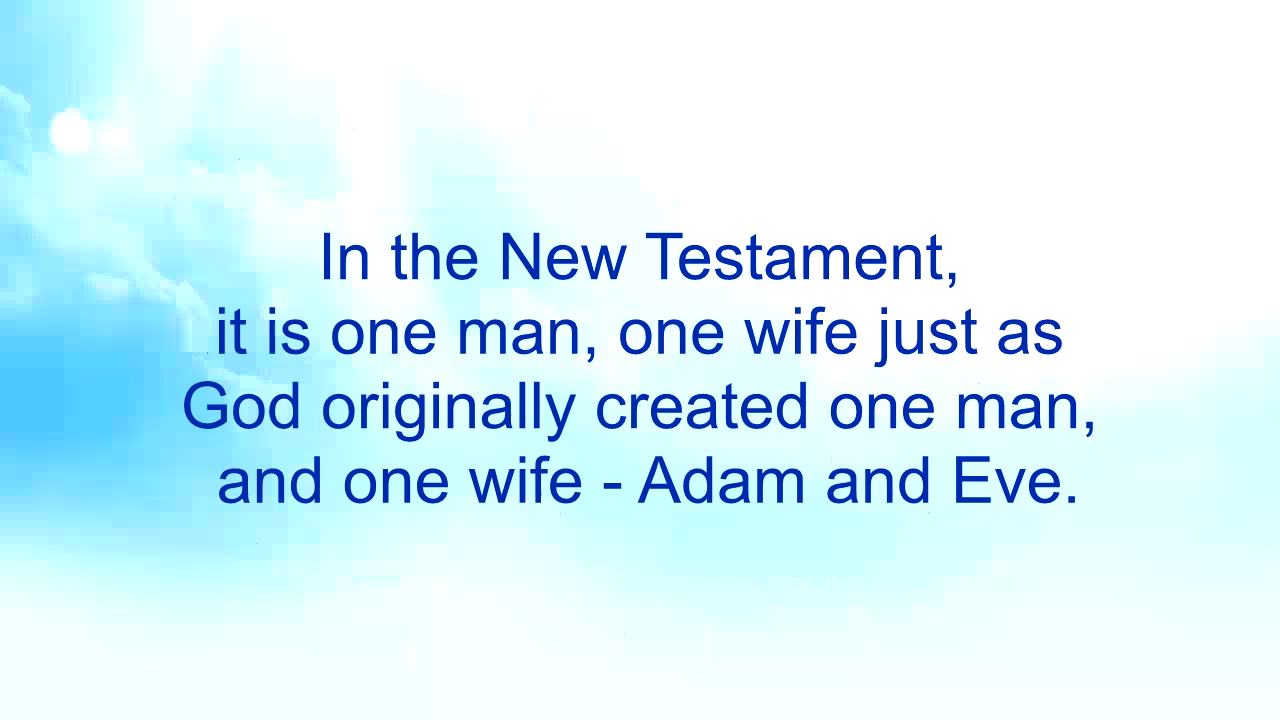 In the New Testament,
it is one man, one wife just as
God originally created one man,
and one wife - Adam and Eve.